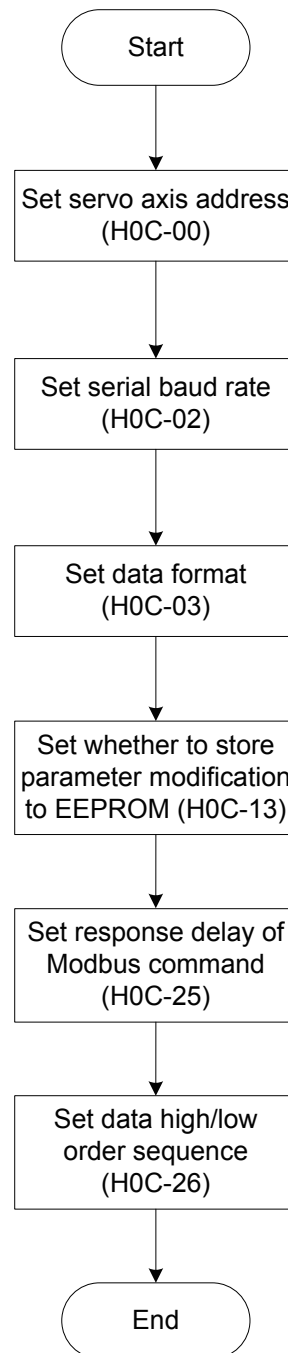 Start
Set servo axis address
(H0C-00)
Set serial baud rate
(H0C-02)
Set data format
(H0C-03)
Set whether to store
parameter modification
to EEPROM (H0C-13)
Set response delay of
Modbus command
(H0C-25)
Set data high/low
order sequence
(H0C-26)
End